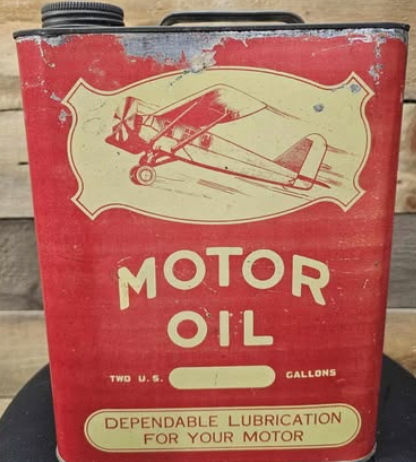 MOTOR
OIL
TWO U.S. GALLONS
DEPENDABLE LUBRICATION
FOR YOUR MOTOR